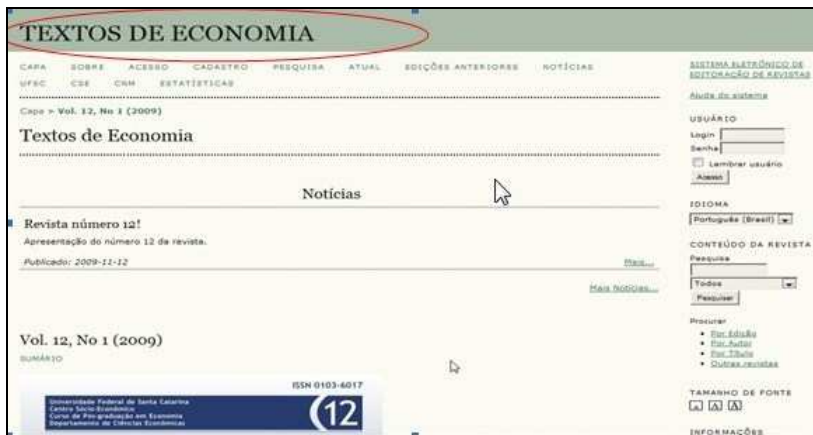 TEXTOS DE ECONOMIA
CAPA SOBRE ACESSO CADASTRO PESQUISA ATUAL EDIÇÕES ANTERIORES NOTÍCIAS
UFSC CSE CNM ESTATÍSTICAS
Capa > Vol. 12, No 1 (2009)
Textos de Economia
Notícias
Revista número 12!
Apresentação do número 12 da revista.
Publicado: 2009-11-12 Mais...
Mais Notícias...
Vol. 12, No 1 (2009)
SUMÁRIO
ISSN 0103-6017
Universidade Federal de Santa Catarina
Centro Sócio-Econômico
Curso de Pós-graduação em Economia
Departamento de Ciências Econômicas
12
SISTEMA ELETRÔNICO DE
EDITORAÇÃO DE REVISTAS
Ajuda do sistema
USUÁRIO
Login
Senha
Lembrar usuário
Acesso
IDIOMA
Português (Brasil)
CONTEÚDO DA REVISTA
Pesquisa
Todos
Pesquisar
Procurar
Por Edição
Por Autor
Por Título
Outras revistas
TAMANHO DE FONTE
A A A
INFORMAÇÕES